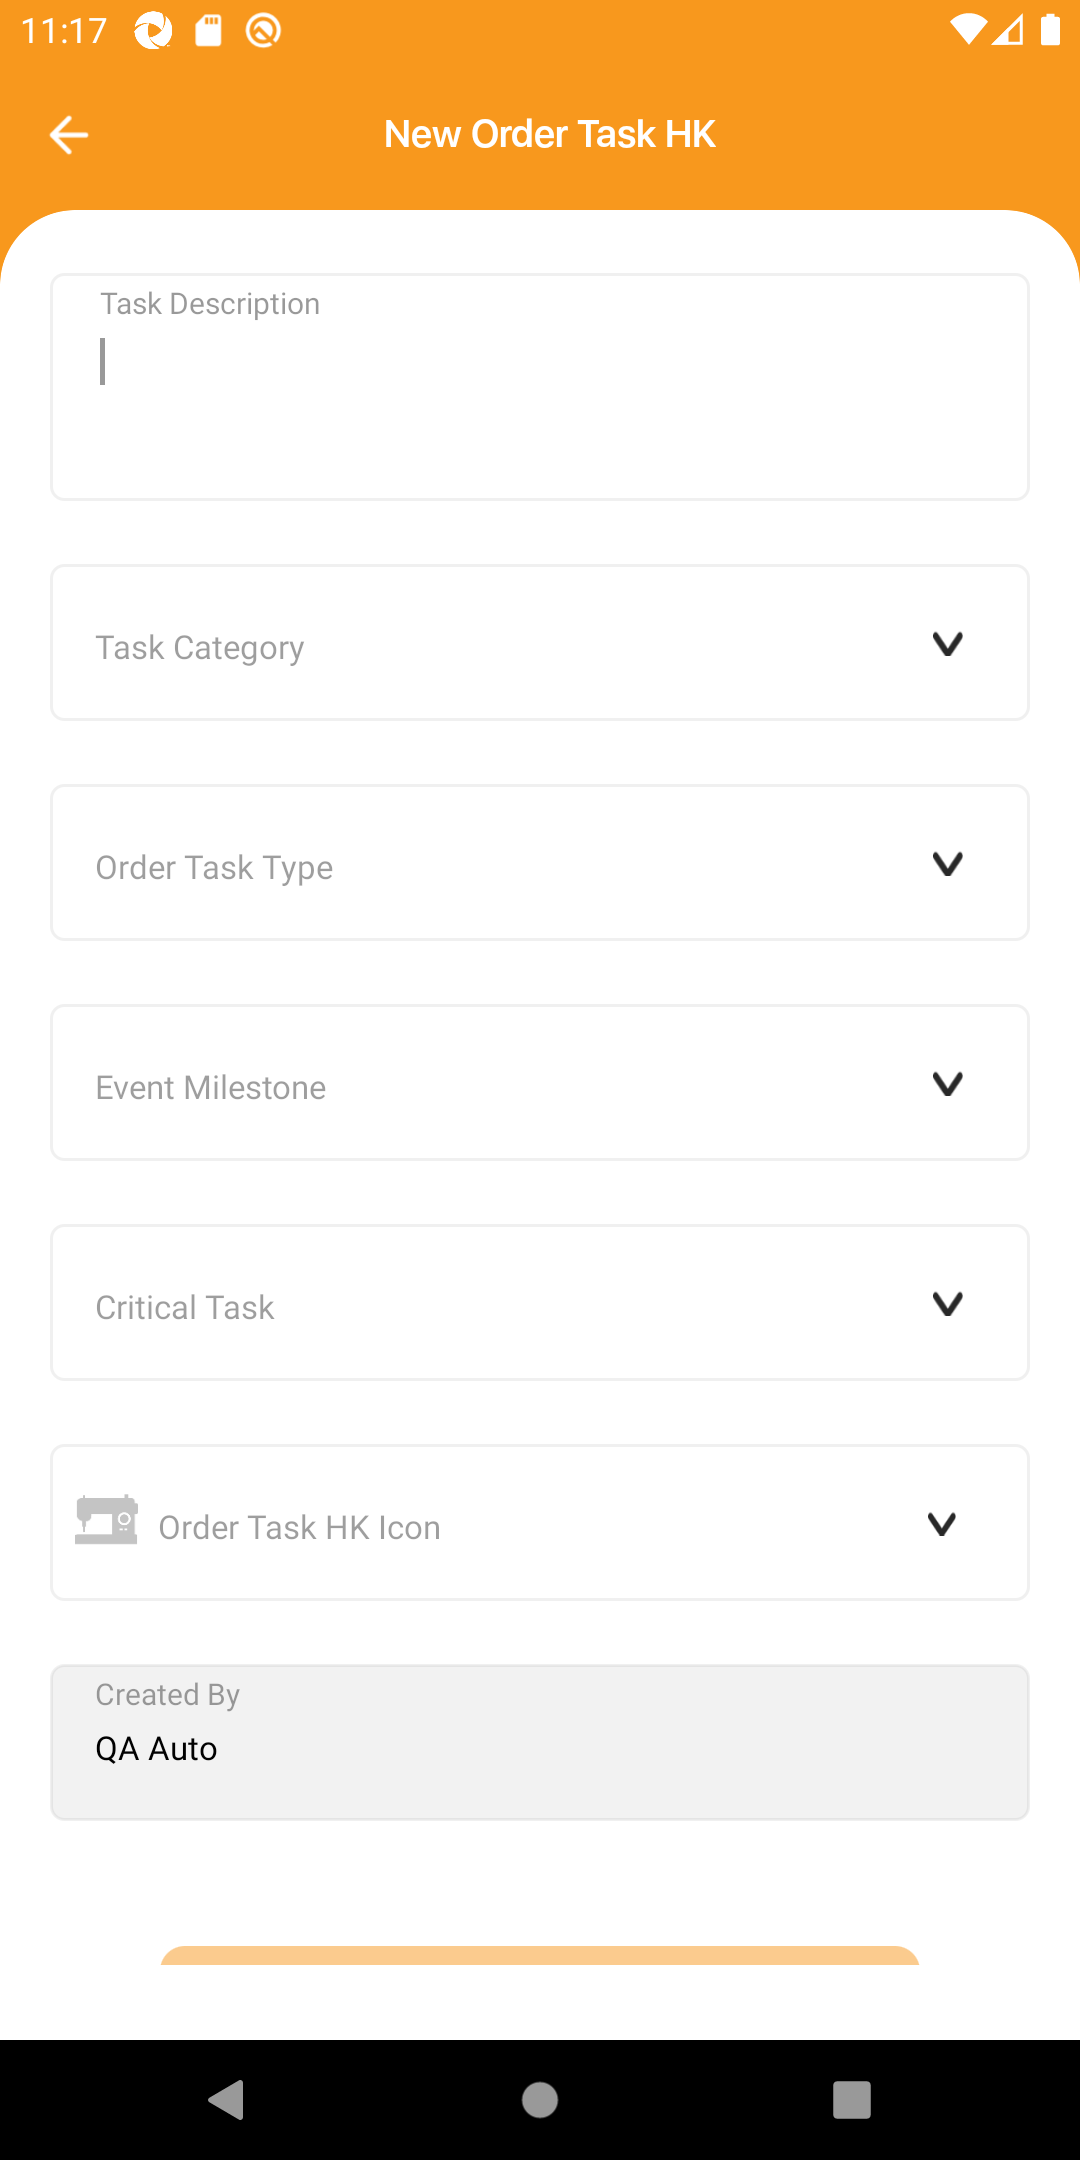 11:17
New Order Task HK
Task Description
Task Category
Order Task Type
Event Milestone
Critical Task
Order Task HK Icon
Created By
QA Auto